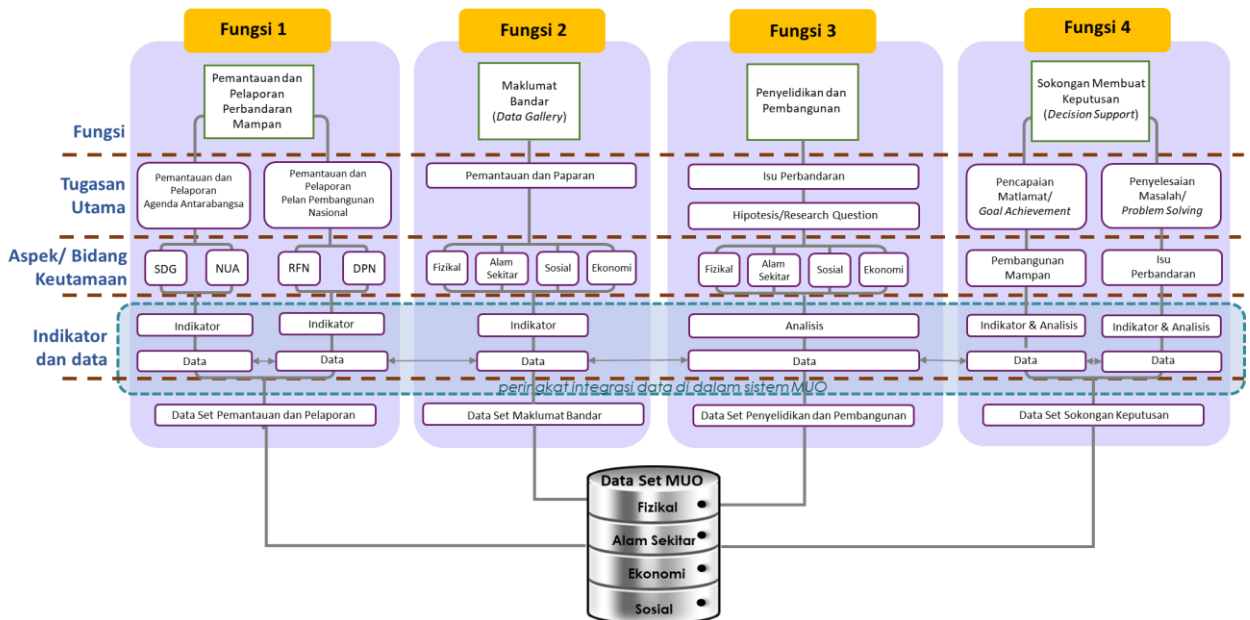 Fungsi 1
Fungsi 2
Fungsi 3
Fungsi 4
Fungsi
Pemantauan dan
Pelaporan
Perbandaran
Mampan
Maklumat
Bandar
(Data Gallery)
Penyelidikan dan
Pembangunan
Sokongan Membuat
Keputusan
(Decision Support)
Tugasan
Utama
Pemantauan dan
Pelaporan
Agenda Antarabangsa
Pemantauan dan
Pelaporan
Pelan Pembangunan
Nasional
Pemantauan dan Paparan
Isu Perbandaran
Hipotesis/Research Question
Pencapaian
Matlamat/
Goal Achievement
Penyelesaian
Masalah/
Problem Solving
Aspek/ Bidang
Keutamaan
SDG
NUA
RFN
DPN
Fizikal
Alam
Sekitar
Sosial
Ekonomi
Fizikal
Alam
Sekitar
Sosial
Ekonomi
Pembangunan
Mampan
Isu
Perbandaran
Indikator
dan data
Indikator
Indikator
Indikator
Analisis
Indikator & Analisis
Indikator & Analisis
Data
Data
Data
Data
Data
Data
peringkat integrasi data di dalam sistem MUO
Data Set Pemantauan dan Pelaporan
Data Set Maklumat Bandar
Data Set Penyelidikan dan Pembangunan
Data Set Sokongan Keputusan
Data Set MUO
Fizikal
Alam Sekitar
Ekonomi
Sosial